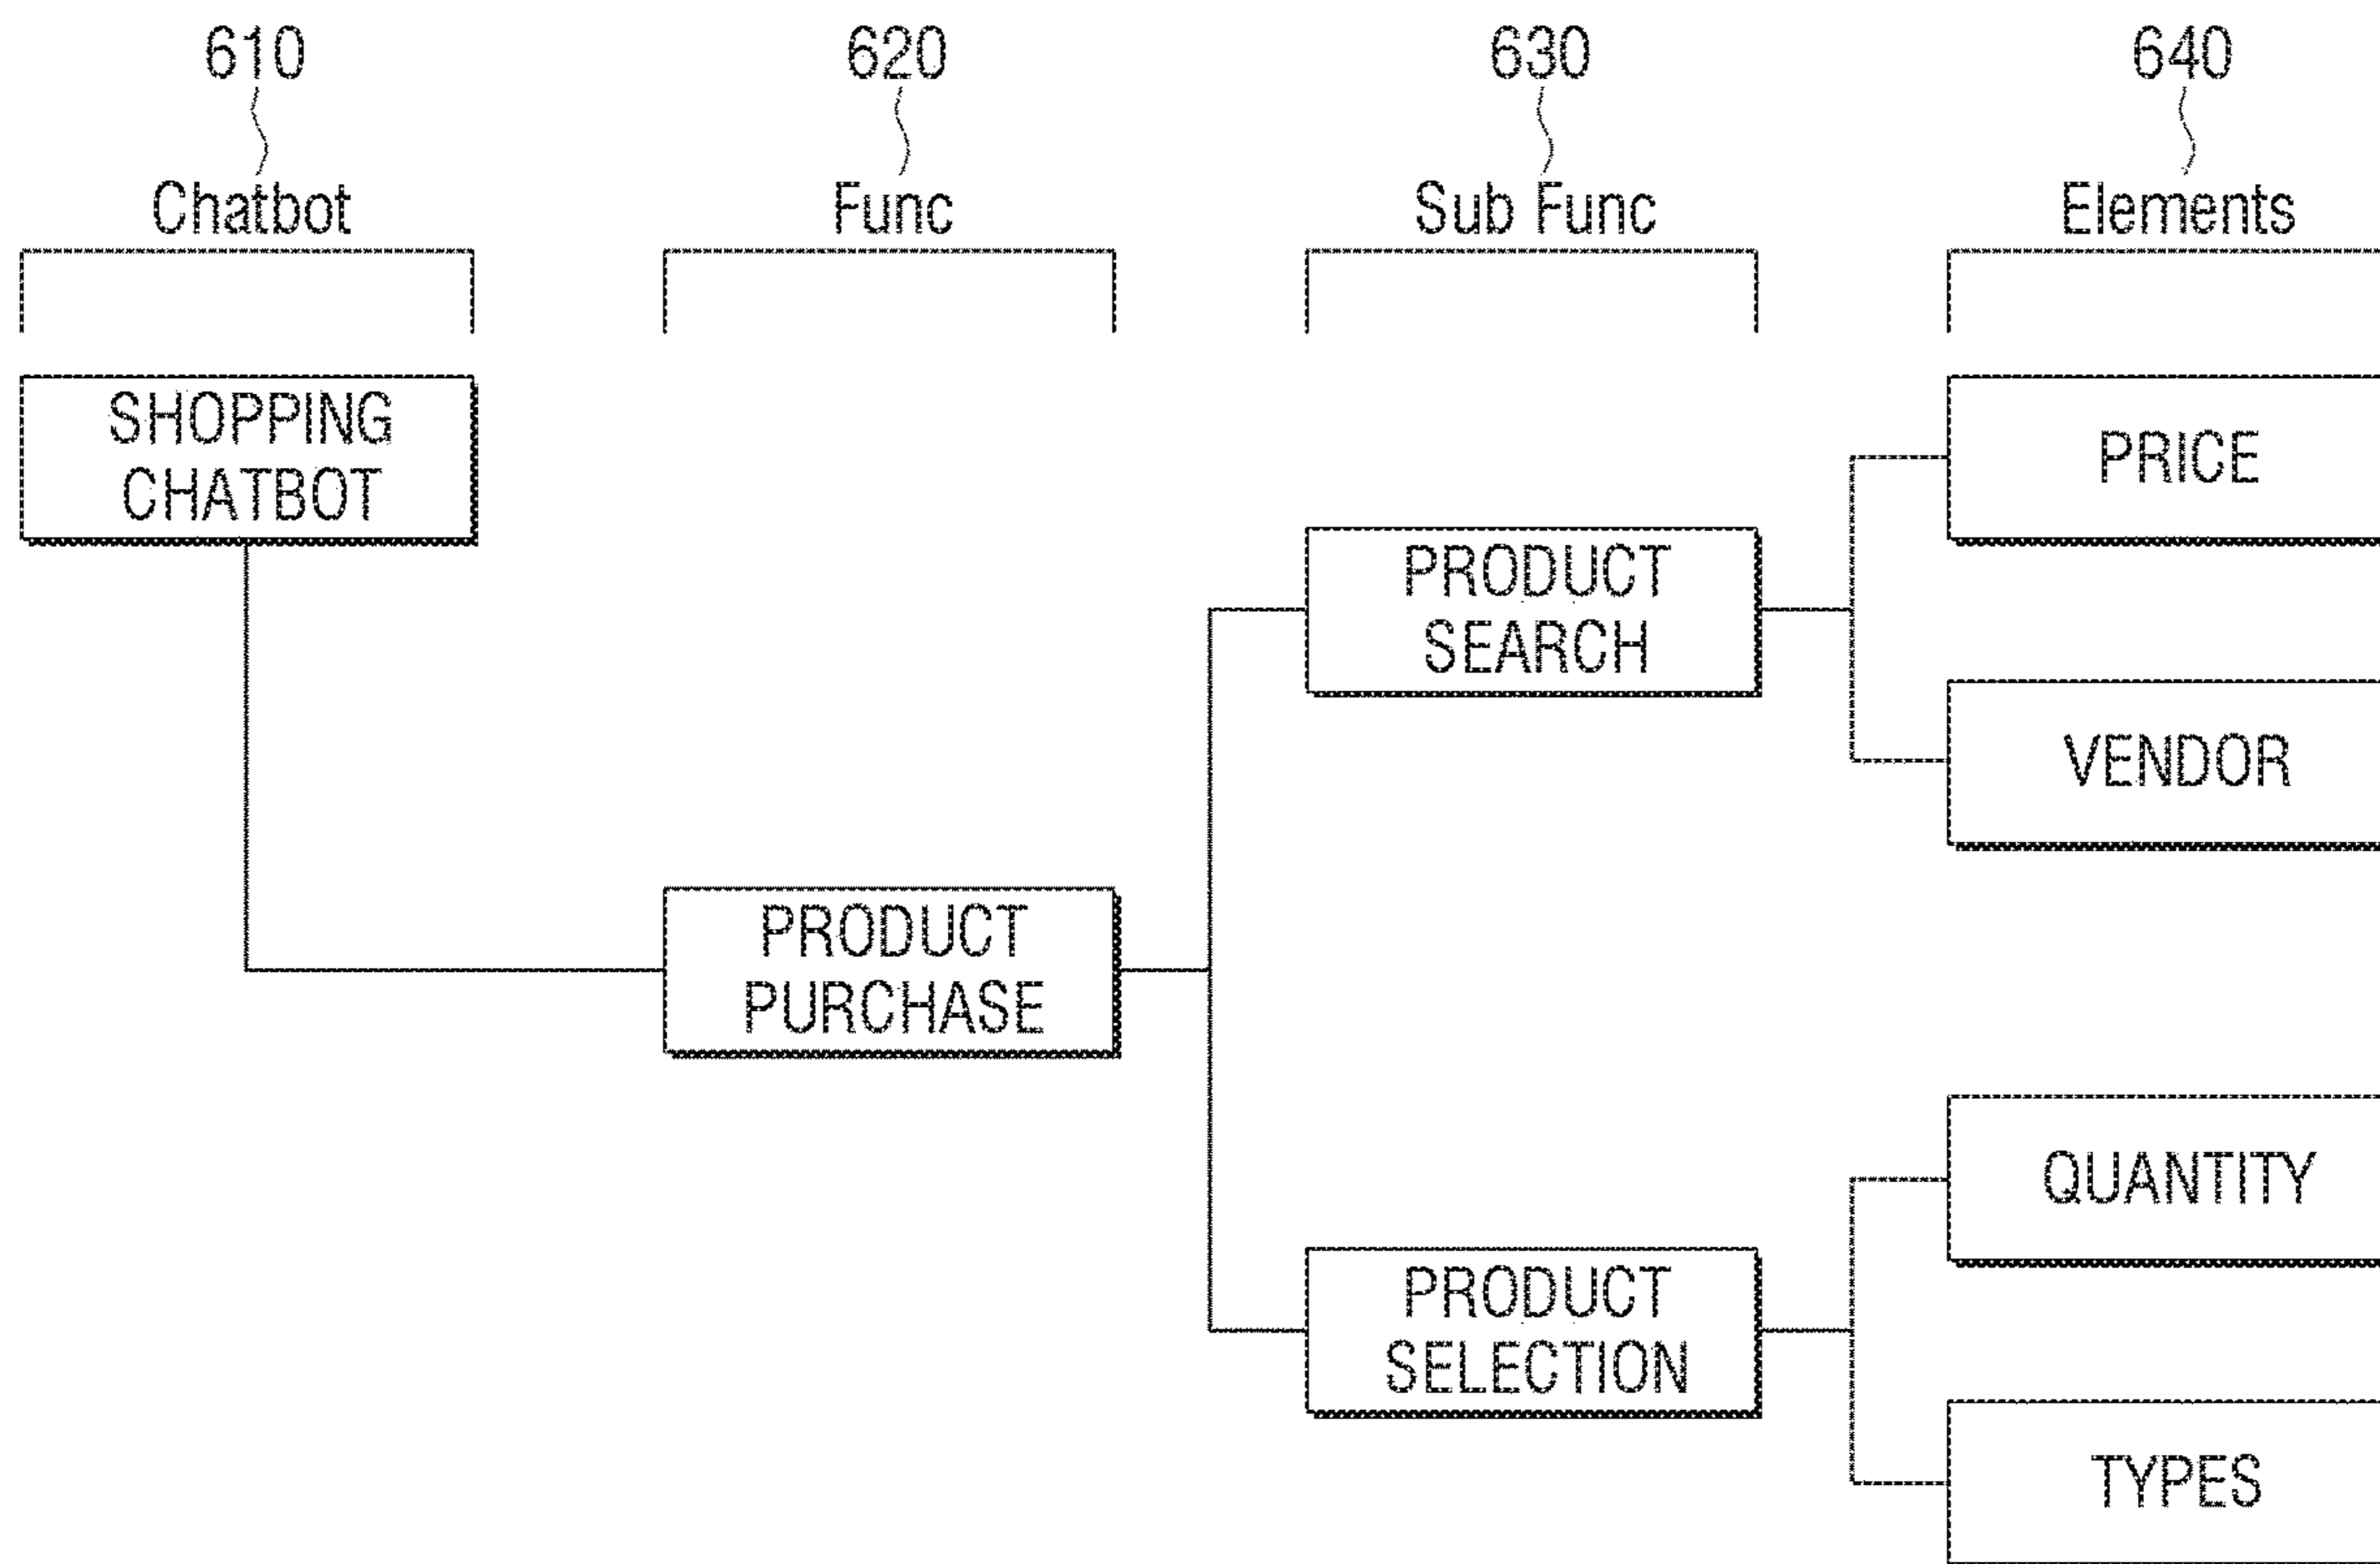 610
620
630
640
Chatbot
Func
Sub Func
Elements
SHOPPING
CHATBOT
PRICE
PRODUCT
SEARCH
VENDOR
PRODUCT
PURCHASE
QUANTITY
PRODUCT
SELECTION
TYPES